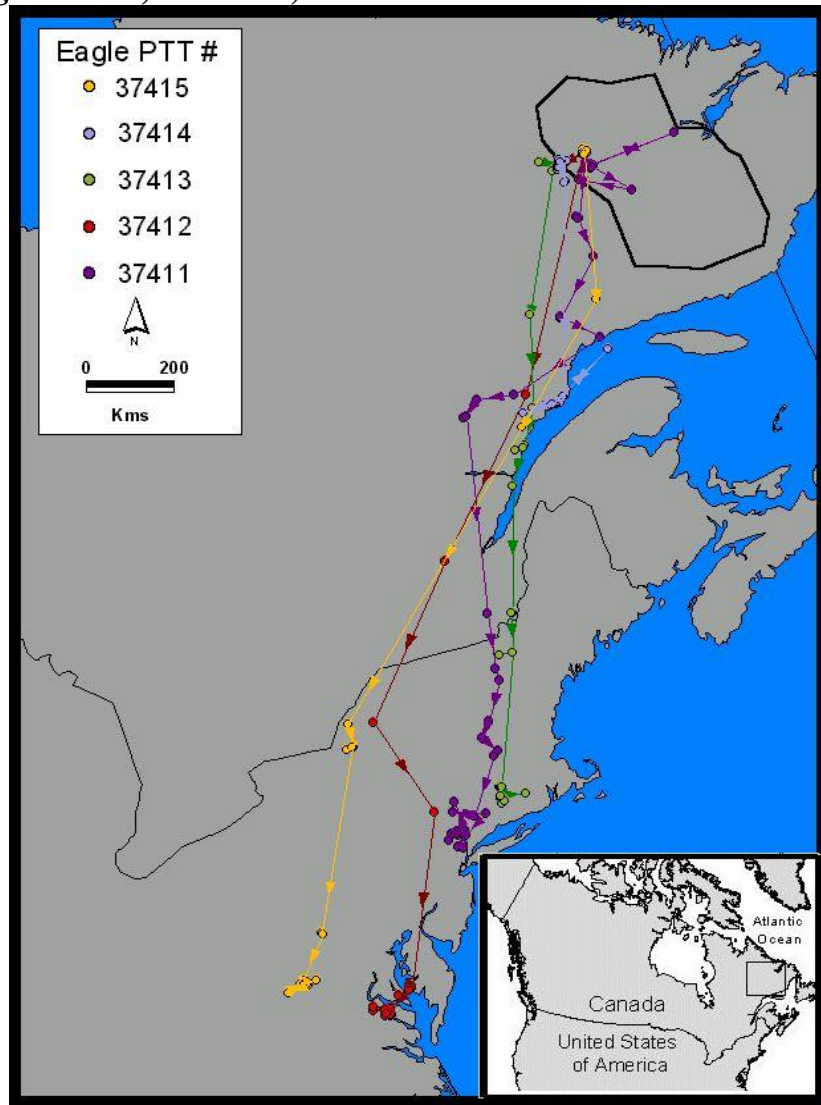 Eagle PTT #
37415
37414
37413
37412
37411
N
0 200
Kms
Atlantic
Ocean
Canada
United States
of America